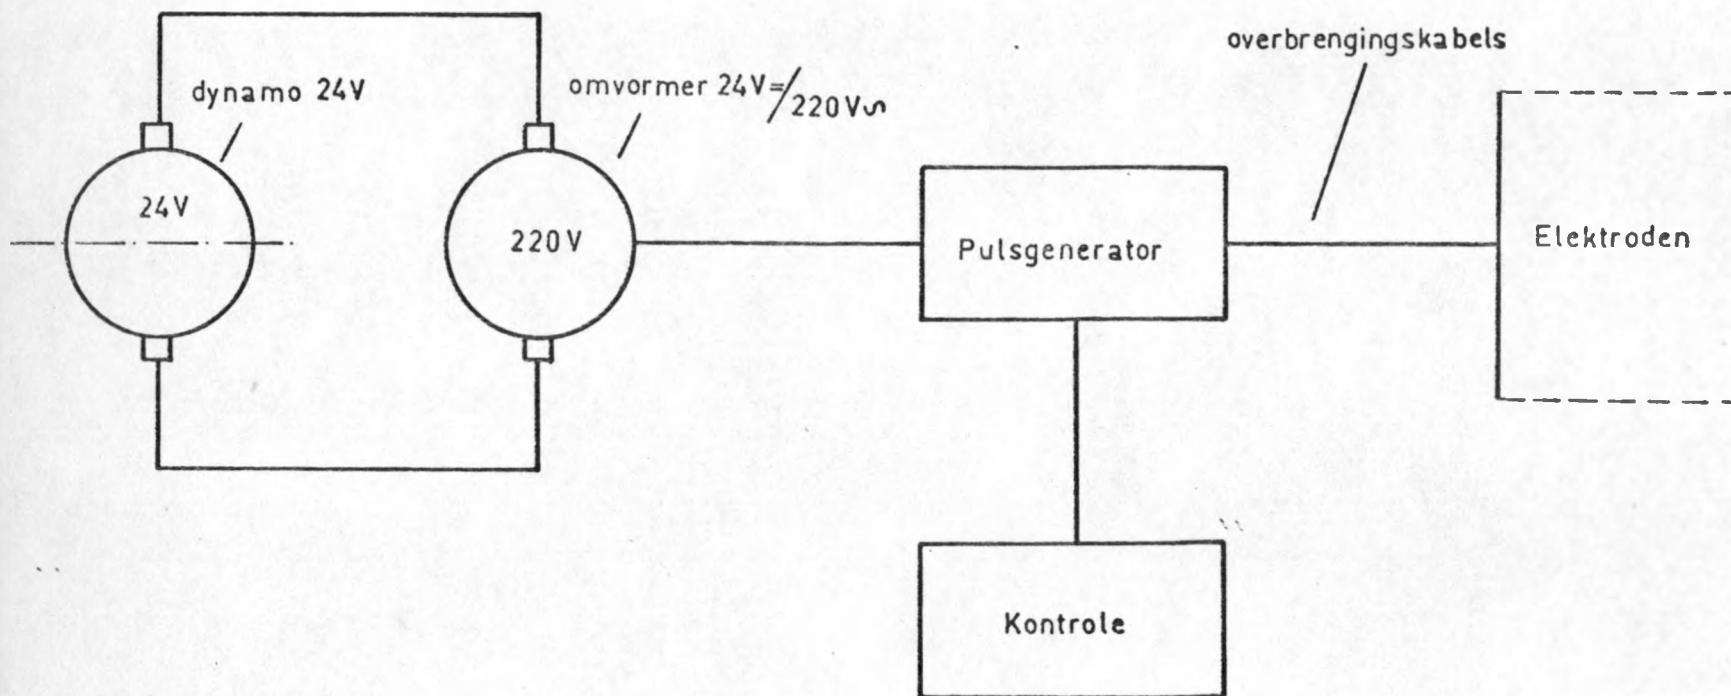 overbrengingskabels
dynamo 24V
omvormer 24V=/220V∿
24V
220V
Pulsgenerator
Elektroden
Kontrole